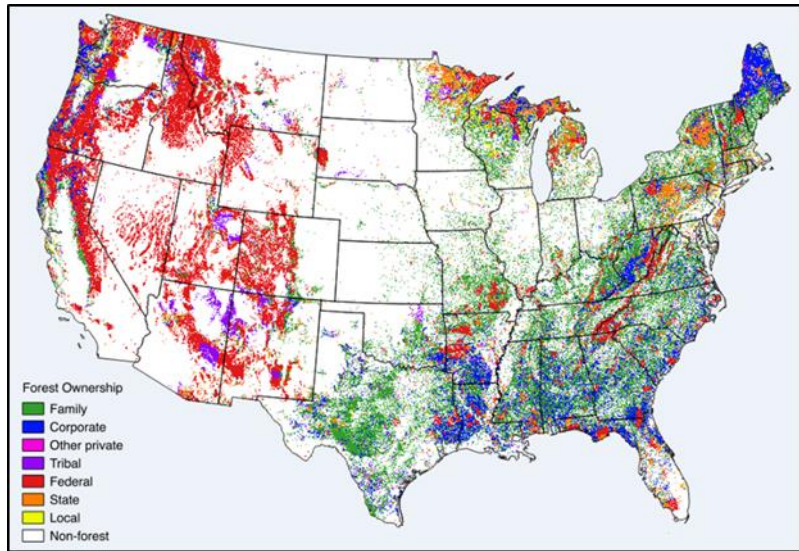 Forest Ownership
Family
Corporate
Other private
Tribal
Federal
State
Local
Non-forest